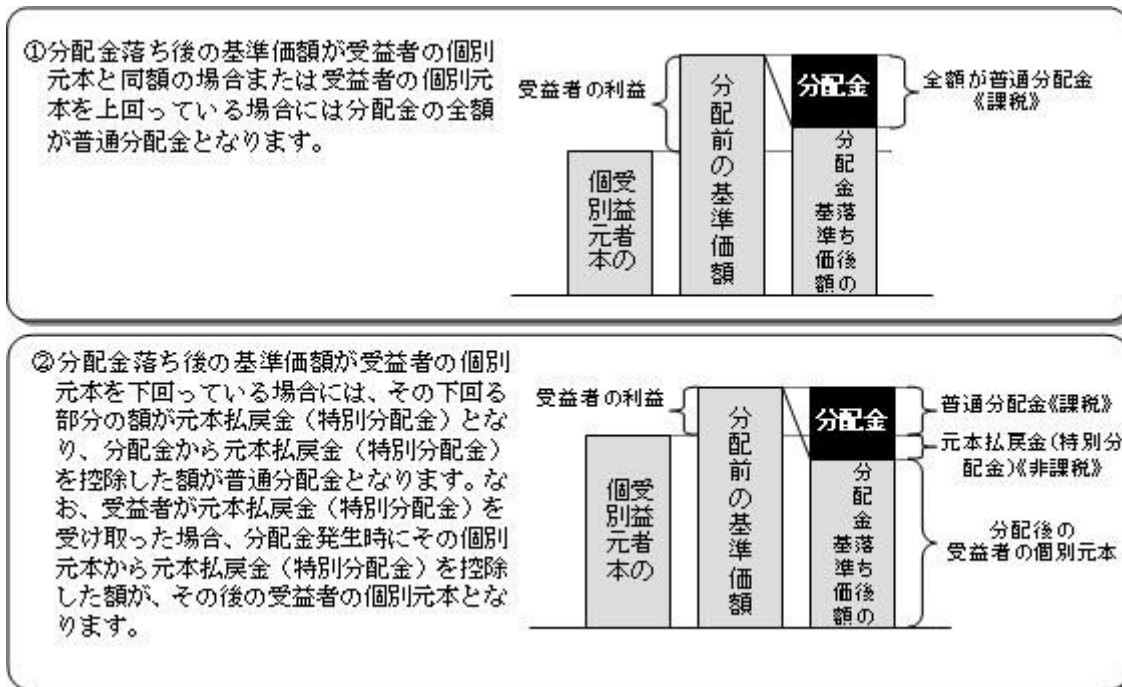 ①分配金落ち後の基準価額が受益者の個別
元本と同額の場合または受益者の個別元
本を上回っている場合には分配金の全額
が普通分配金となります。
受益者の利益
受益者の
個別元本
分配前の基準価額
分配金
分配金落ち後の
基準価額
全額が普通分配金
《課税》
②分配金落ち後の基準価額が受益者の個別
元本を下回っている場合には、その下回る
部分の額が元本払戻金（特別分配金）とな
り、分配金から元本払戻金（特別分配金）
を控除した額が普通分配金となります。な
お、受益者が元本払戻金（特別分配金）を
受け取った場合、分配金発生時にその個別
元本から元本払戻金（特別分配金）を控除
した額が、その後の受益者の個別元本とな
ります。
受益者の利益
受益者の
個別元本
分配前の基準価額
分配金
分配金落ち後の
基準価額
普通分配金《課税》
元本払戻金(特別分
配金)《非課税》
分配後の
受益者の個別元本